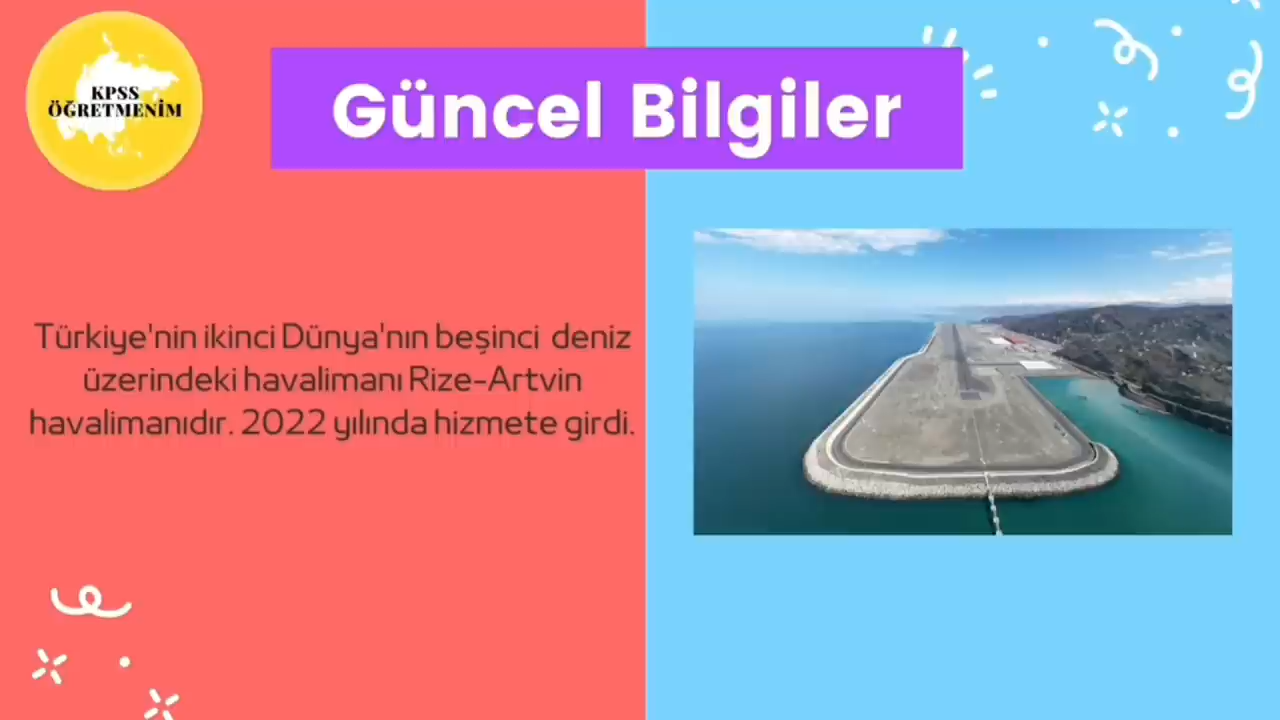 KPSS
ÖĞRETMENİM
Güncel Bilgiler
Türkiye'nin ikinci Dünya'nın beşinci deniz
üzerindeki havalimanı Rize-Artvin
havalimanıdır. 2022 yılında hizmete girdi.